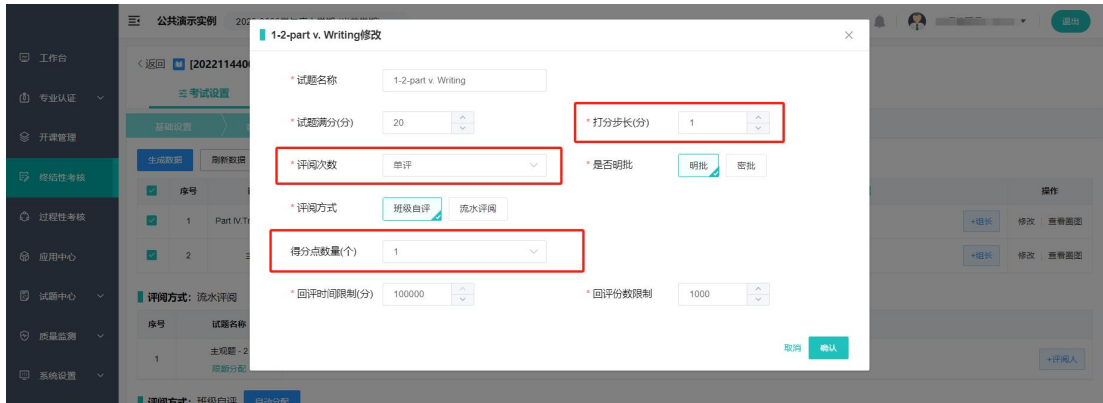 公共演示实例
退出
工作台
专业认证
开课管理
终结性考核
过程性考核
应用中心
试题中心
质量监测
系统设置
返回 [2022114400
考试设置
基础设置
生成数据 刷新数据
序号 操作
1 Part IV.Tr +组长 修改 查看圈图
2 +组长 修改 查看圈图
评阅方式: 流水评阅
序号 试题名称
1 主观题 - 2 +评阅人
评阅方式: 班级自评 自动分配
1-2-part v. Writing修改
* 试题名称 1-2-part v. Writing
* 试题满分(分) 20 * 打分步长(分) 1
* 评阅次数 单评 * 是否明批 明批 密批
* 评阅方式 班级自评 流水评阅
得分点数量(个) 1
* 回评时间限制(分) 100000 * 回评份数限制 1000
取消 确认